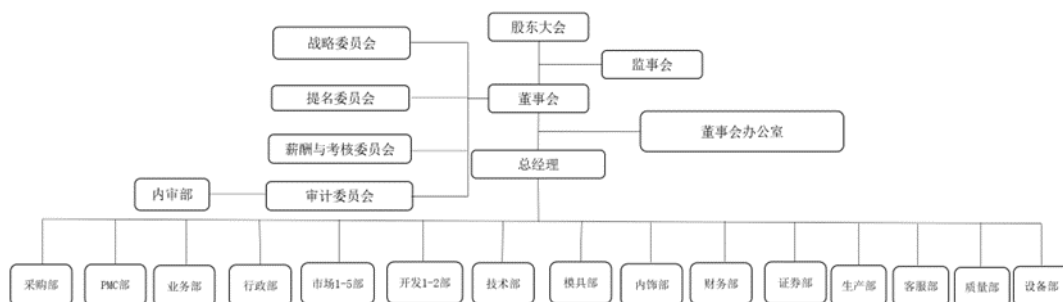 股东大会
战略委员会
监事会
提名委员会
董事会
董事会办公室
薪酬与考核委员会
总经理
内审部
审计委员会
采购部
PMC部
业务部
行政部
市场1-5部
开发1-2部
技术部
模具部
内饰部
财务部
证券部
生产部
客服部
质量部
设备部